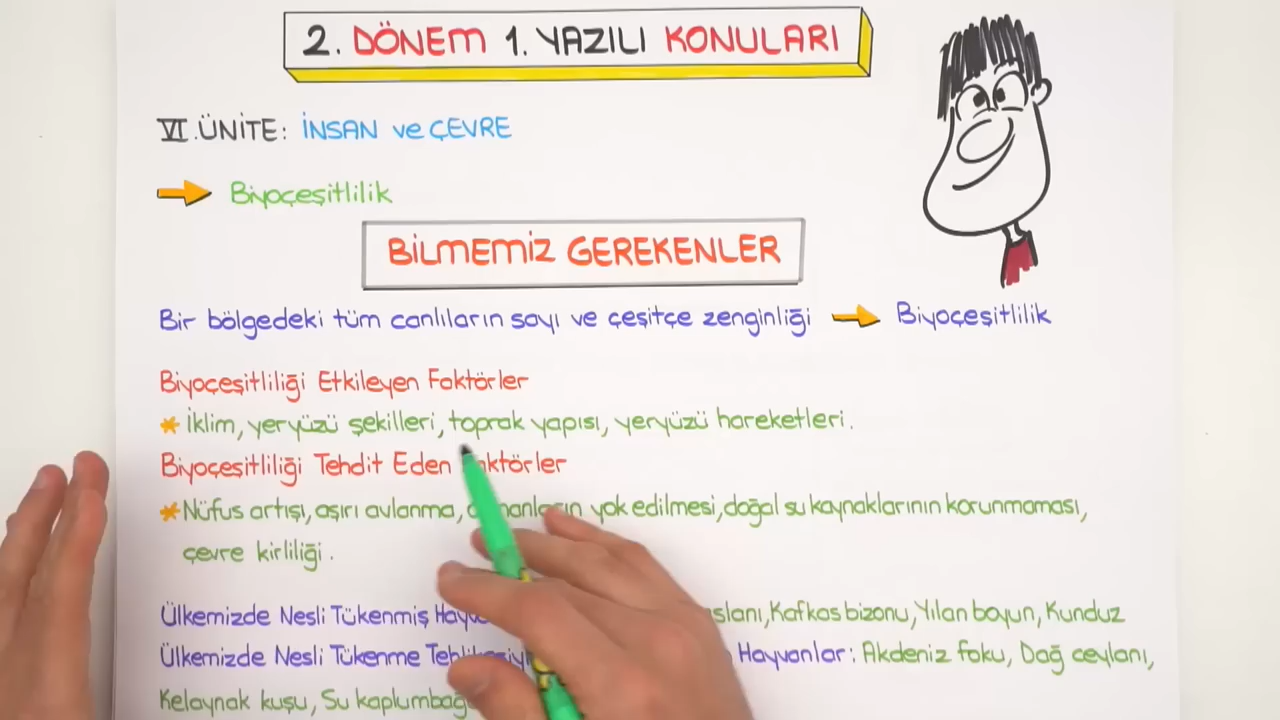 2. DÖNEM 1. YAZILI KONULARI
VI. ÜNİTE: İNSAN ve ÇEVRE
Biyoçeşitlilik
BİLMEMİZ GEREKENLER
Bir bölgedeki tüm canlıların sayı ve çeşitçe zenginliği → Biyoçeşitlilik
Biyoçeşitliliği Etkileyen Faktörler
* İklim, yeryüzü şekilleri, toprak yapısı, yeryüzü hareketleri.
Biyoçeşitliliği Tehdit Eden Faktörler
* Nüfus artışı, aşırı avlanma, ormanların yok edilmesi, doğal su kaynaklarının korunmaması,
çevre kirliliği.
Ülkemizde Nesli Tükenmiş Kafkas bizonu, Yılan boyun, Kunduz
Ülkemizde Nesli Tükenme Hayvanlar: Akdeniz foku, Dağ ceylanı,
Kelaynak kuşu, Su